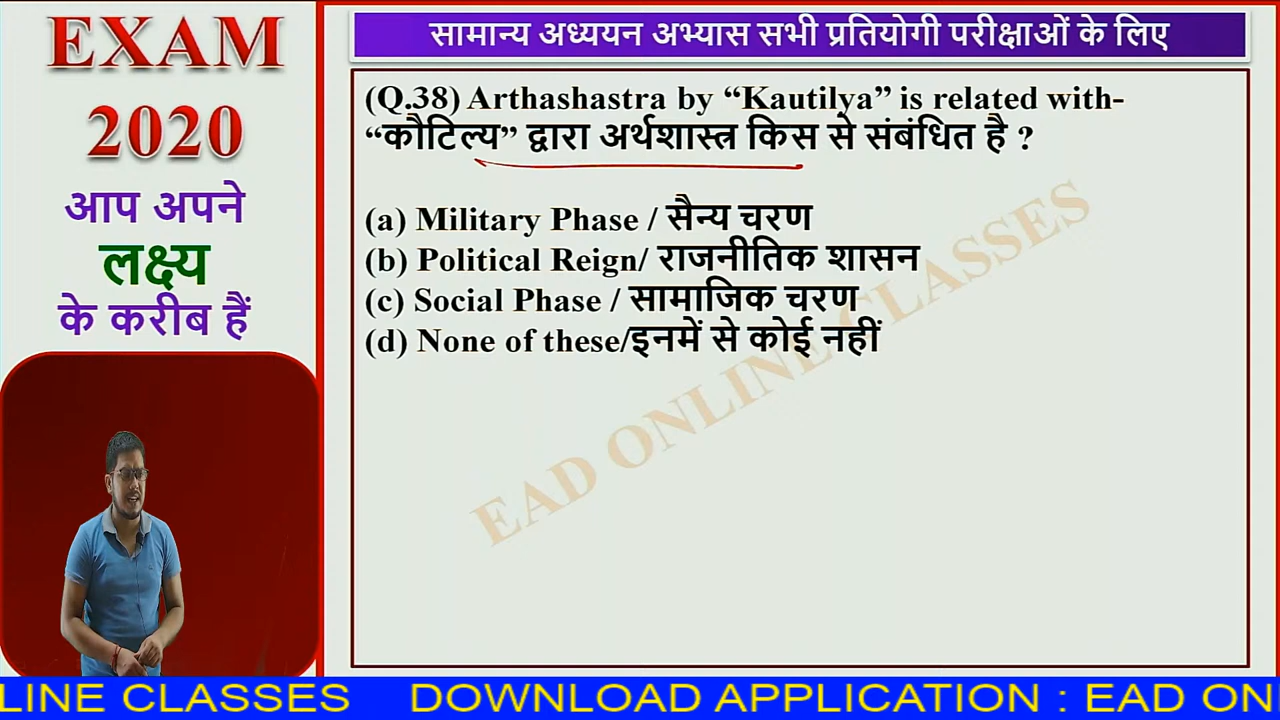 EXAM
2020
आप अपने
लक्ष्य
के करीब हैं
सामान्य अध्ययन अभ्यास सभी प्रतियोगी परीक्षाओं के लिए
(Q.38) Arthashastra by “Kautilya” is related with-
“कौटिल्य” द्वारा अर्थशास्त्र किस से संबंधित है ?
(a) Military Phase / सैन्य चरण
(b) Political Reign/ राजनीतिक शासन
(c) Social Phase / सामाजिक चरण
(d) None of these/इनमें से कोई नहीं
EAD ONLINE CLASSES
LINE CLASSES DOWNLOAD APPLICATION : EAD ON